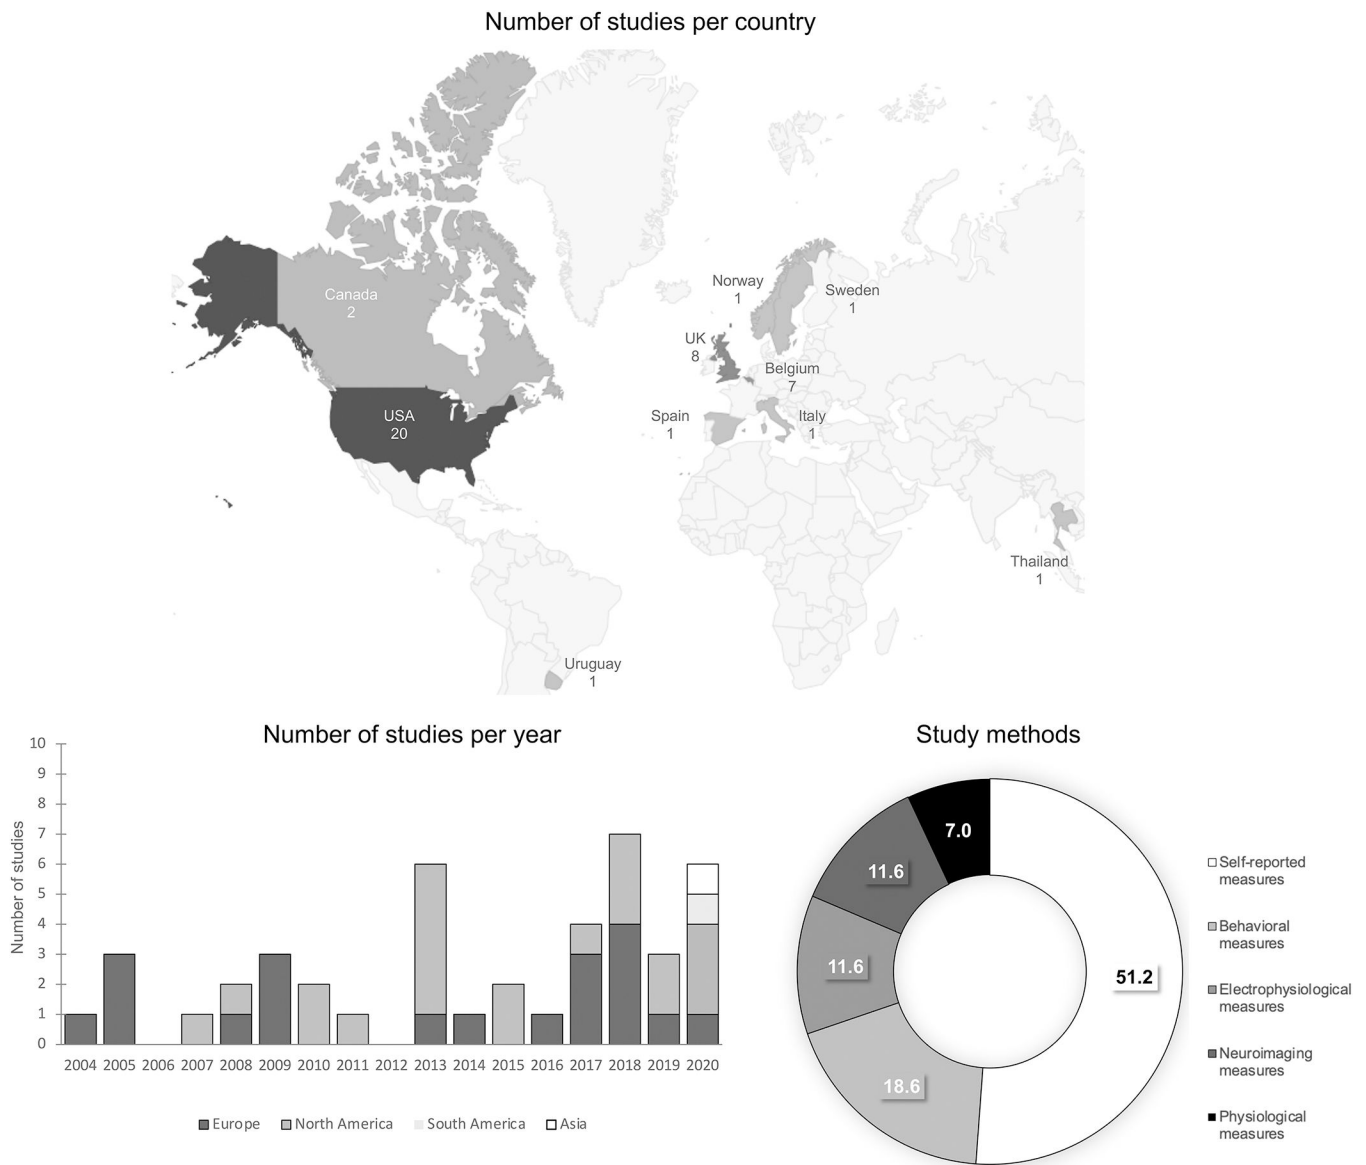 Number of studies per country
Canada
2
USA
20
Norway
1
Sweden
1
UK
8
Belgium
7
Spain
1
Italy
1
Thailand
1
Uruguay
1
Number of studies per year
Number of studies
10
9
8
7
6
5
4
3
2
1
0
2004 2005 2006 2007 2008 2009 2010 2011 2012 2013 2014 2015 2016 2017 2018 2019 2020
Europe North America South America Asia
Study methods
7.0
11.6
11.6
18.6
51.2
Self-reported
measures
Behavioral
measures
Electrophysiological
measures
Neuroimaging
measures
Physiological
measures